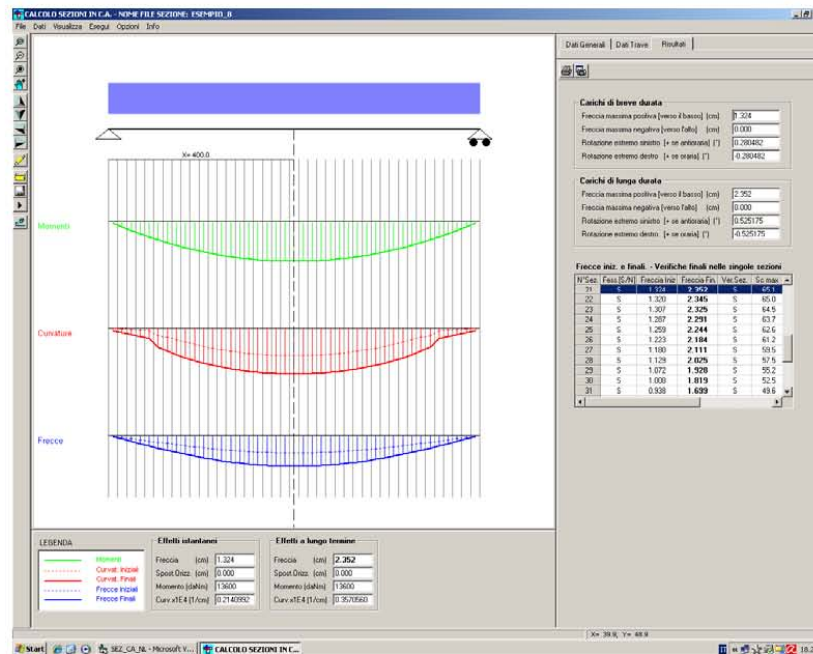 CALCOLO SEZIONI IN C.A. - NOME FILE SEZIONE: ESEMPIO_8
File Dati Visualizza Esegui Opzioni Info
Dati Generali Dati Trave Risultati
X= 400.0
Momenti
Curvature
Frecce
Carichi di breve durata
Freccia massima positiva [verso il basso] (cm) 1.324
Freccia massima negativa [verso l'alto] (cm) 0.000
Rotazione estremo sinistro [+ se antioraria] (°) 0.280482
Rotazione estremo destro [+ se oraria] (°) -0.280482
Carichi di lunga durata
Freccia massima positiva [verso il basso] (cm) 2.352
Freccia massima negativa [verso l'alto] (cm) 0.000
Rotazione estremo sinistro [+ se antioraria] (°) 0.525175
Rotazione estremo destro [+ se oraria] (°) -0.525175
Frecce iniz. e finali. - Verifiche finali nelle singole sezioni
N°Sez. Fess.[S/N] Freccia Iniz Freccia Fin. Ver.Sez. Sc max
21 S 1.324 2.352 S 65.1
22 S 1.320 2.345 S 65.0
23 S 1.307 2.325 S 64.5
24 S 1.287 2.291 S 63.7
25 S 1.259 2.244 S 62.6
26 S 1.223 2.184 S 61.2
27 S 1.180 2.111 S 59.5
28 S 1.129 2.025 S 57.5
29 S 1.072 1.928 S 55.2
30 S 1.008 1.819 S 52.5
31 S 0.938 1.699 S 49.6
LEGENDA
Momenti
Curvat. Iniziali
Curvat. Finali
Frecce Iniziali
Frecce Finali
Effetti istantanei
Freccia (cm) 1.324
Spost.Orizz. (cm) 0.000
Momento (daNm) 13600
Curv.x1E4 [1/cm] 0.2140992
Effetti a lungo termine
Freccia (cm) 2.352
Spost.Orizz. (cm) 0.000
Momento (daNm) 13600
Curv.x1E4 [1/cm] 0.3570560
X= 39.9; Y= 48.8
Start SEZ_CA_NL - Microsoft V... CALCOLO SEZIONI IN C...